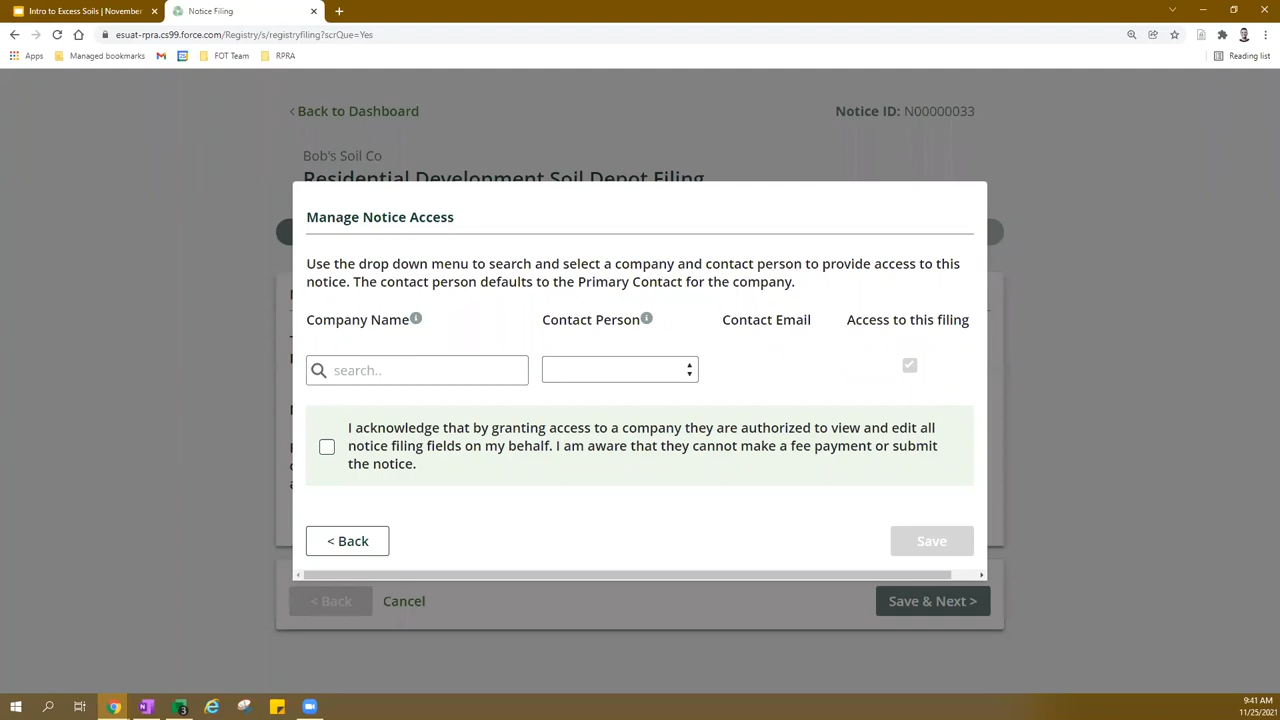 Intro to Excess Soils | November
Notice Filing
esuat-rpra.cs99.force.com/Registry/s/registryfiling?scrQue=Yes
Apps
Managed bookmarks
FOT Team
RPRA
Reading list
< Back to Dashboard
Notice ID: N00000033
Bob's Soil Co
Residential Development Soil Depot Filing
Manage Notice Access
Use the drop down menu to search and select a company and contact person to provide access to this
notice. The contact person defaults to the Primary Contact for the company.
Company Name
Contact Person
Contact Email
Access to this filing
search..
I acknowledge that by granting access to a company they are authorized to view and edit all
notice filing fields on my behalf. I am aware that they cannot make a fee payment or submit
the notice.
< Back
Save
< Back
Cancel
Save & Next >
9:41 AM
11/25/2021